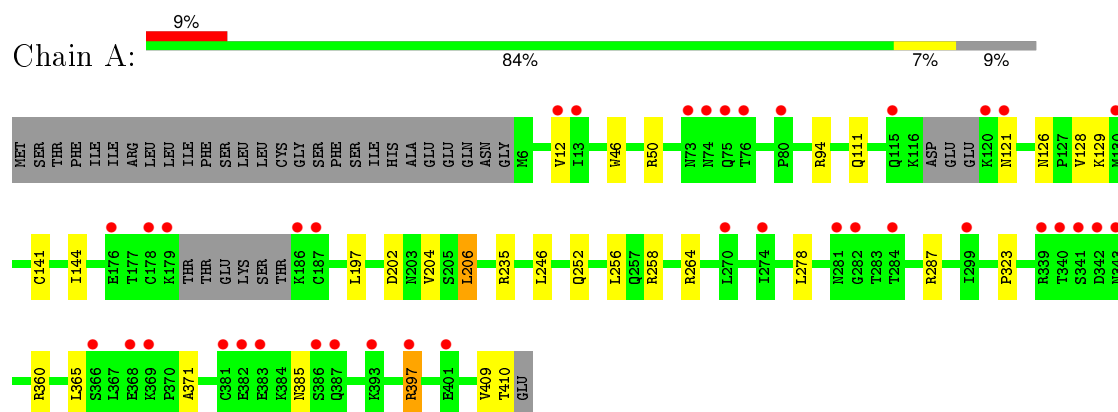 9%
Chain A:
84% 7% 9%
MET SER THR PHE ILE ILE ARG LEU LEU ILE PHE SER LEU LEU CYS GLY SER PHE SER ILE HIS ALA GLU GLU GLN ASN GLY M6 V12 I13 W46 R50 N73 N74 Q75 T76 P80 R94 Q111 Q115 K116 ASP GLU GLU K120 N121 N126 P127 V128 K129 M130
C141 I144 E176 T177 C178 K179 THR THR GLU LYS SER THR K186 C187 L197 D202 N203 V204 S205 L206 R235 L246 Q252 L256 Q257 R258 R264 L270 I274 L278 N281 G282 T283 T284 R287 I299 P323 R339 T340 S341 D342 N343
R360 L365 S366 L367 E368 K369 P370 A371 C381 E382 E383 K384 N385 S386 Q387 K393 R397 E401 V409 T410 GLU